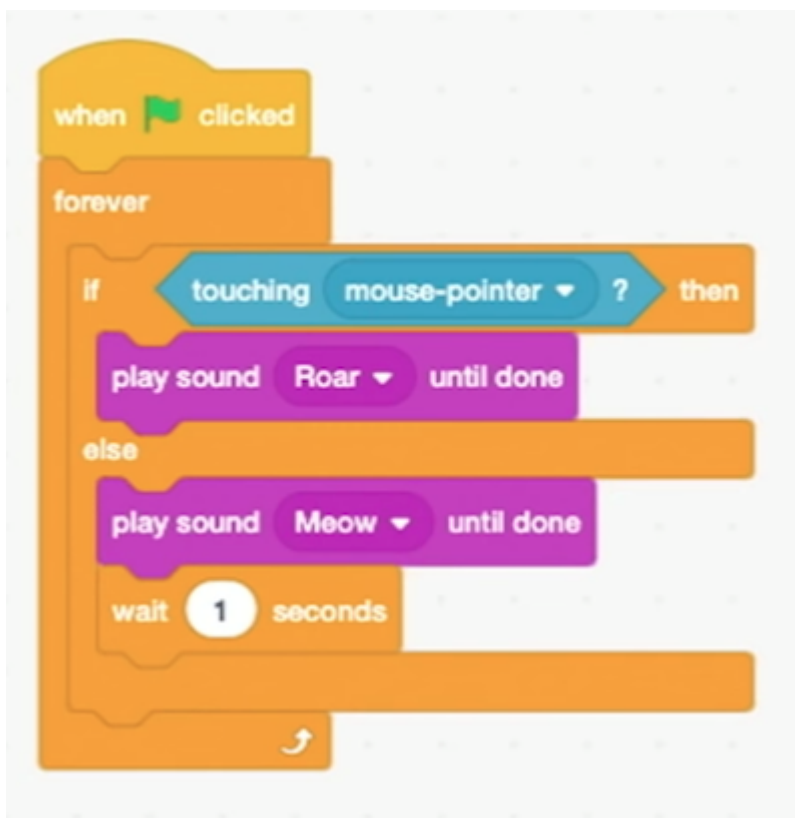 when clicked
forever
if touching mouse-pointer ? then
play sound Roar until done
else
play sound Meow until done
wait 1 seconds